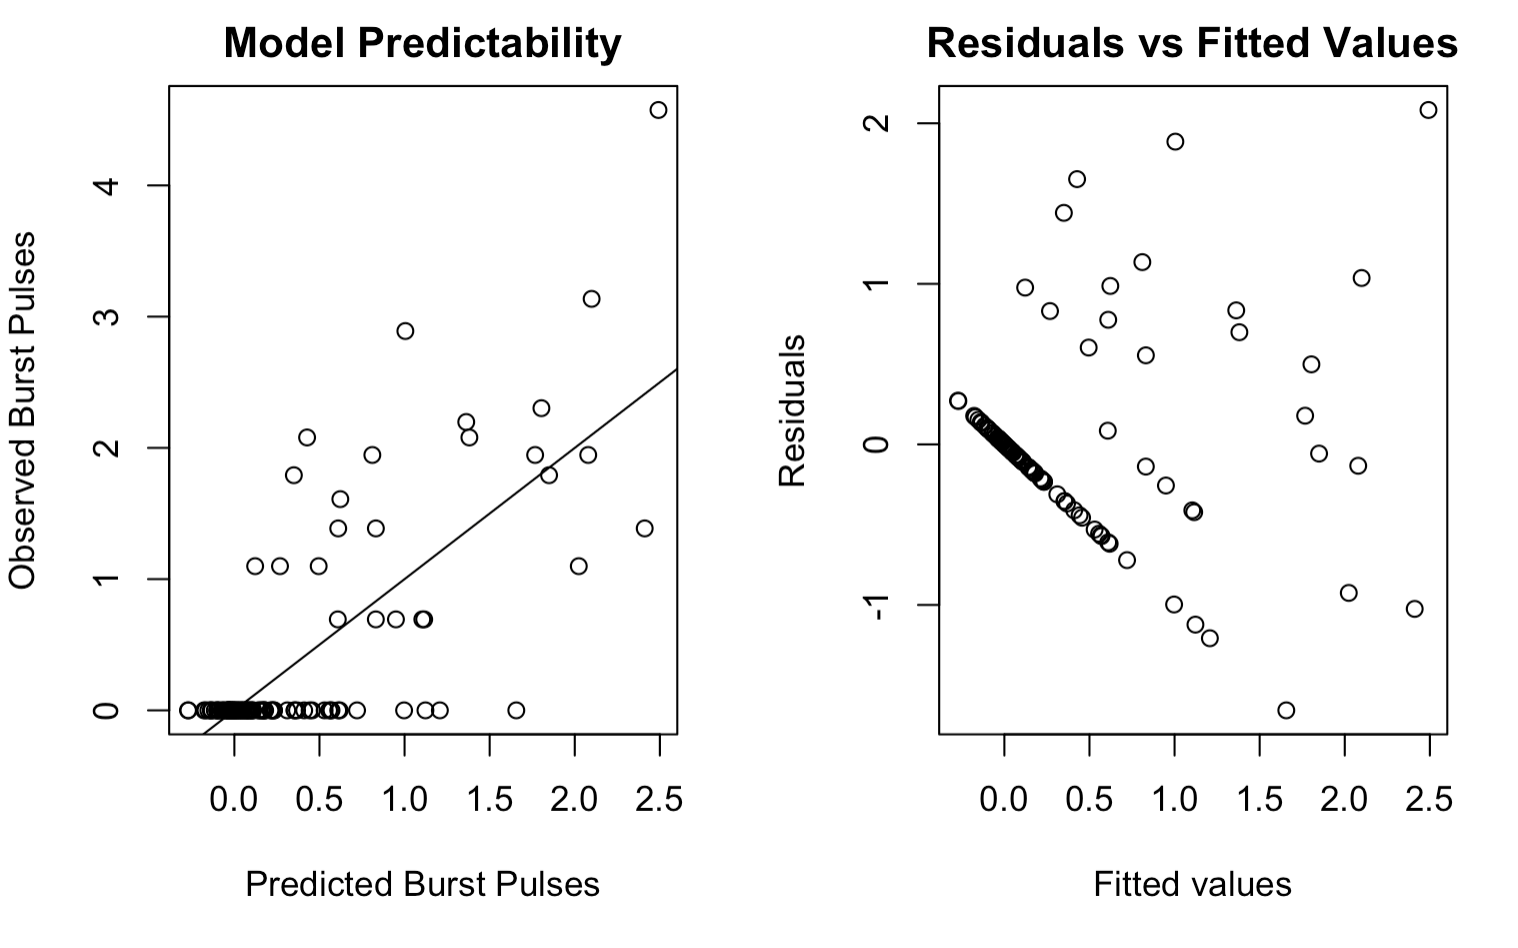 Model Predictability
Observed Burst Pulses
4
3
2
1
0
0.0 0.5 1.0 1.5 2.0 2.5
Predicted Burst Pulses
Residuals vs Fitted Values
Residuals
2
1
0
-1
0.0 0.5 1.0 1.5 2.0 2.5
Fitted values